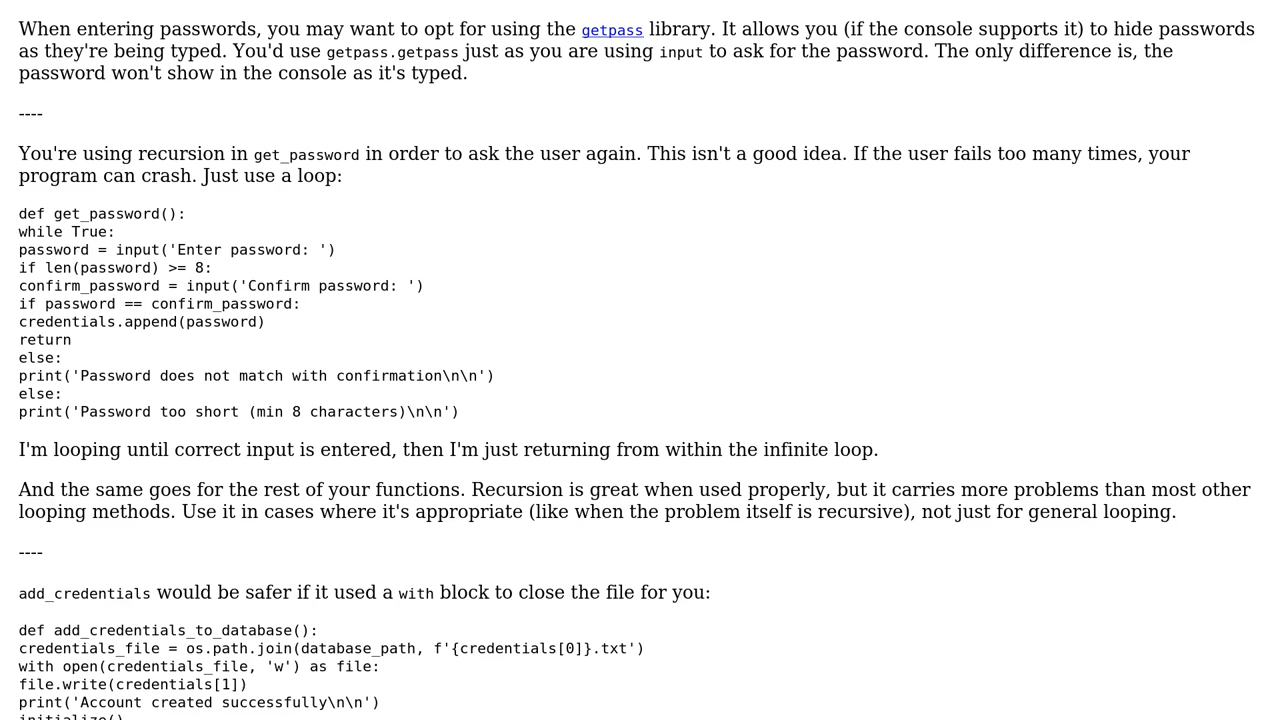 When entering passwords, you may want to opt for using the getpass library. It allows you (if the console supports it) to hide passwords
as they're being typed. You'd use getpass.getpass just as you are using input to ask for the password. The only difference is, the
password won't show in the console as it's typed.
----
You're using recursion in get_password in order to ask the user again. This isn't a good idea. If the user fails too many times, your
program can crash. Just use a loop:
def get_password():
while True:
password = input('Enter password: ')
if len(password) >= 8:
confirm_password = input('Confirm password: ')
if password == confirm_password:
credentials.append(password)
return
else:
print('Password does not match with confirmation\n\n')
else:
print('Password too short (min 8 characters)\n\n')
I'm looping until correct input is entered, then I'm just returning from within the infinite loop.
And the same goes for the rest of your functions. Recursion is great when used properly, but it carries more problems than most other
looping methods. Use it in cases where it's appropriate (like when the problem itself is recursive), not just for general looping.
----
add_credentials would be safer if it used a with block to close the file for you:
def add_credentials_to_database():
credentials_file = os.path.join(database_path, f'{credentials[0]}.txt')
with open(credentials_file, 'w') as file:
file.write(credentials[1])
print('Account created successfully\n\n')
initialize()